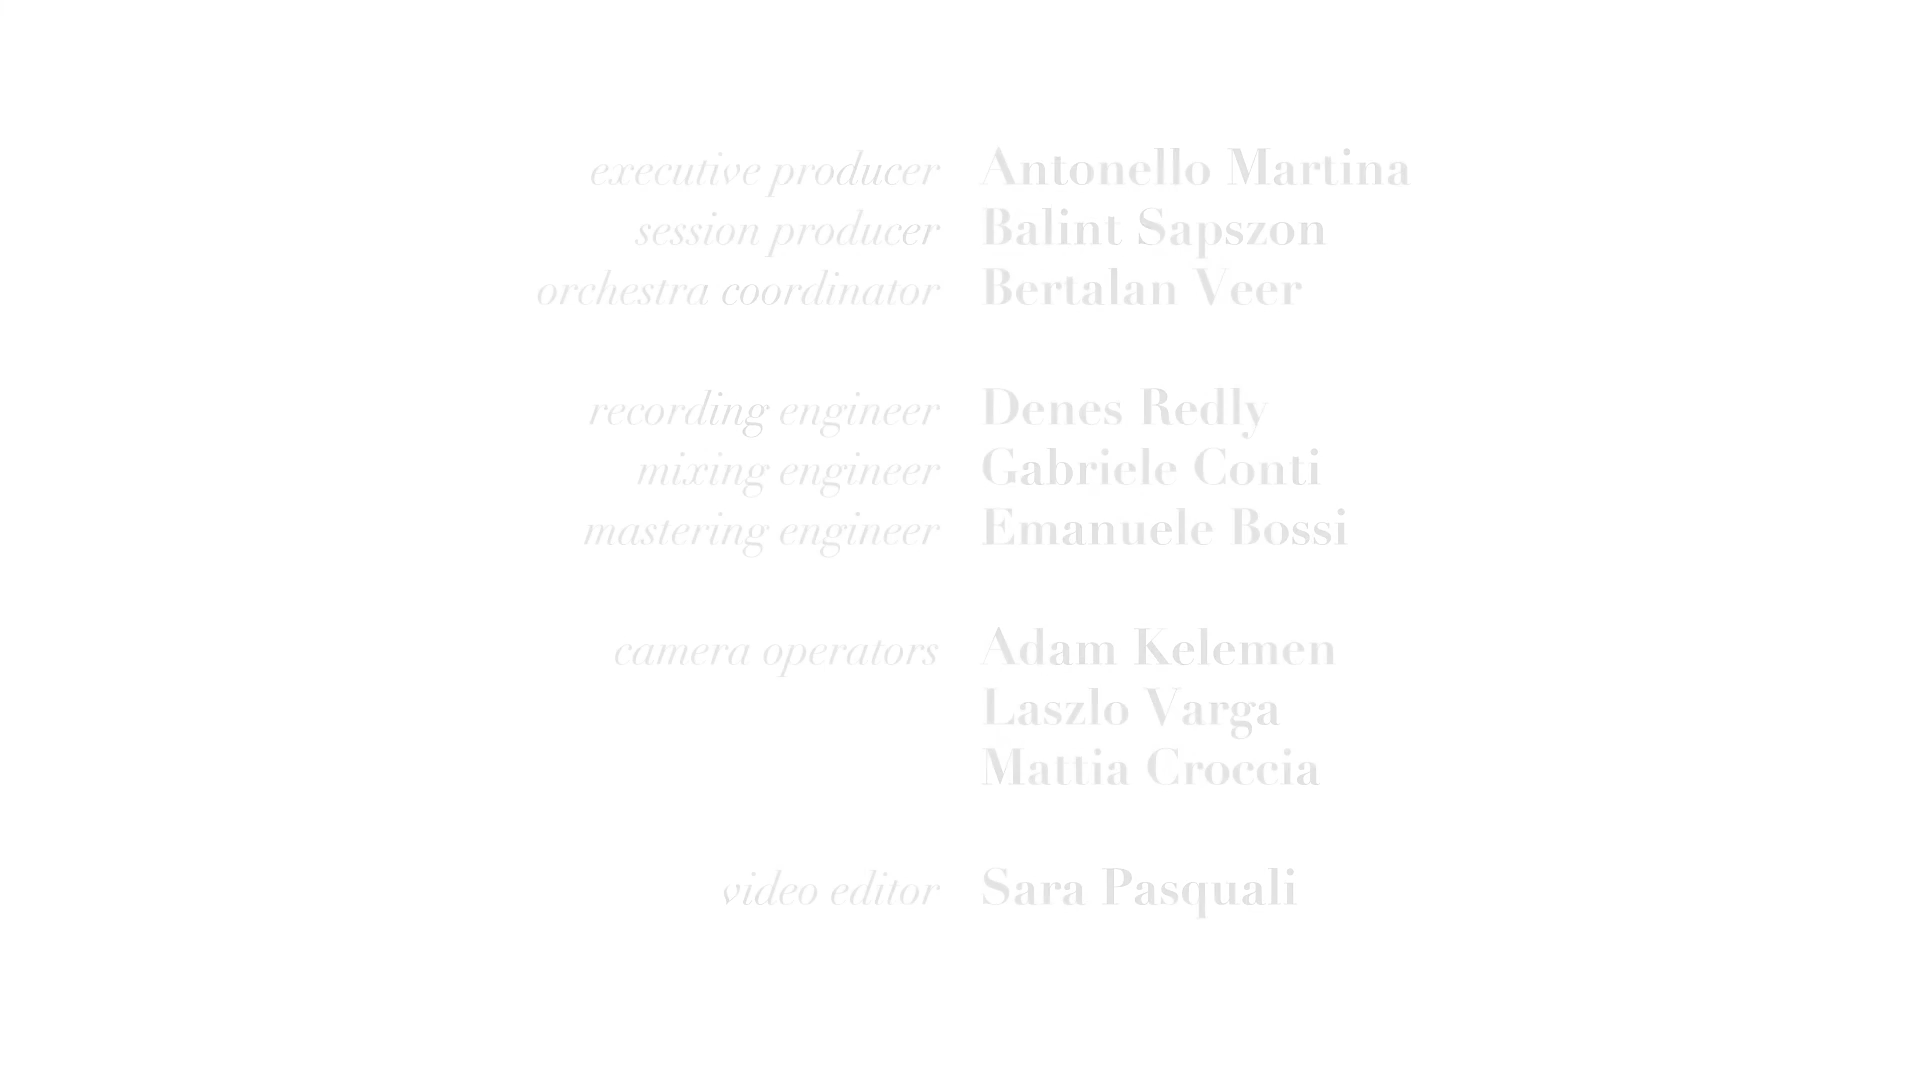 executive producer Antonello Martina
session producer Balint Sapszon
orchestra coordinator Bertalan Veer
recording engineer Denes Redly
mixing engineer Gabriele Conti
mastering engineer Emanuele Bossi
camera operators Adam Kelemen
Laszlo Varga
Mattia Croccia
video editor Sara Pasquali